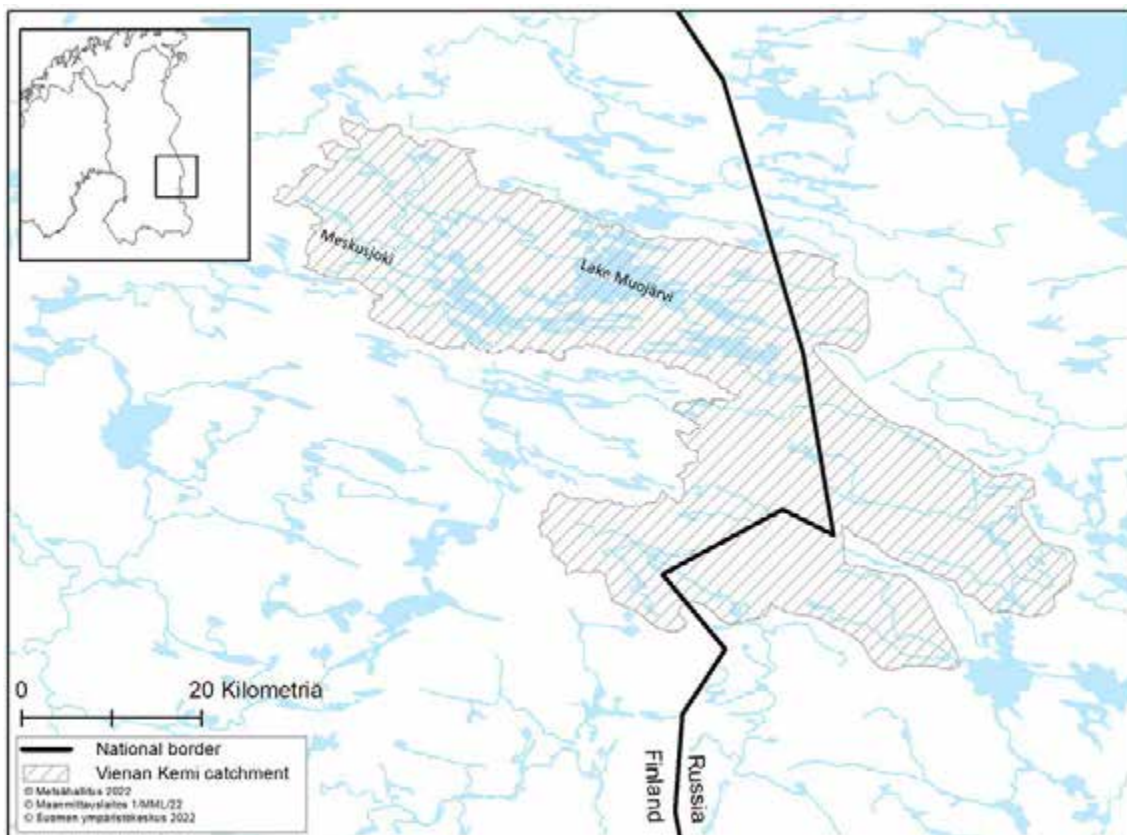 Meskusjoki
Lake Muojärvi
0 20 Kilometriä
National border
Vienan Kemi catchment
© Metsähallitus 2022
© Maanmittauslaitos 1/MML/22
© Suomen ympäristökeskus 2022
Finland
Russia